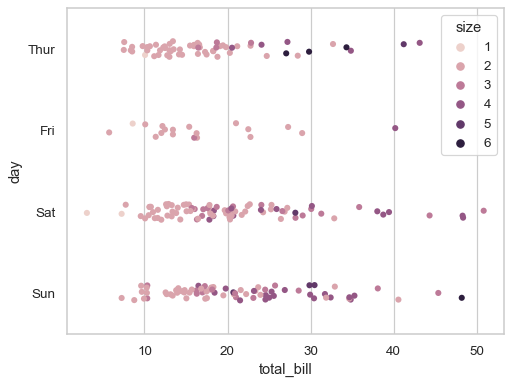 size
1
2
3
4
5
6
Thur
Fri
Sat
Sun
day
10 20 30 40 50
total_bill